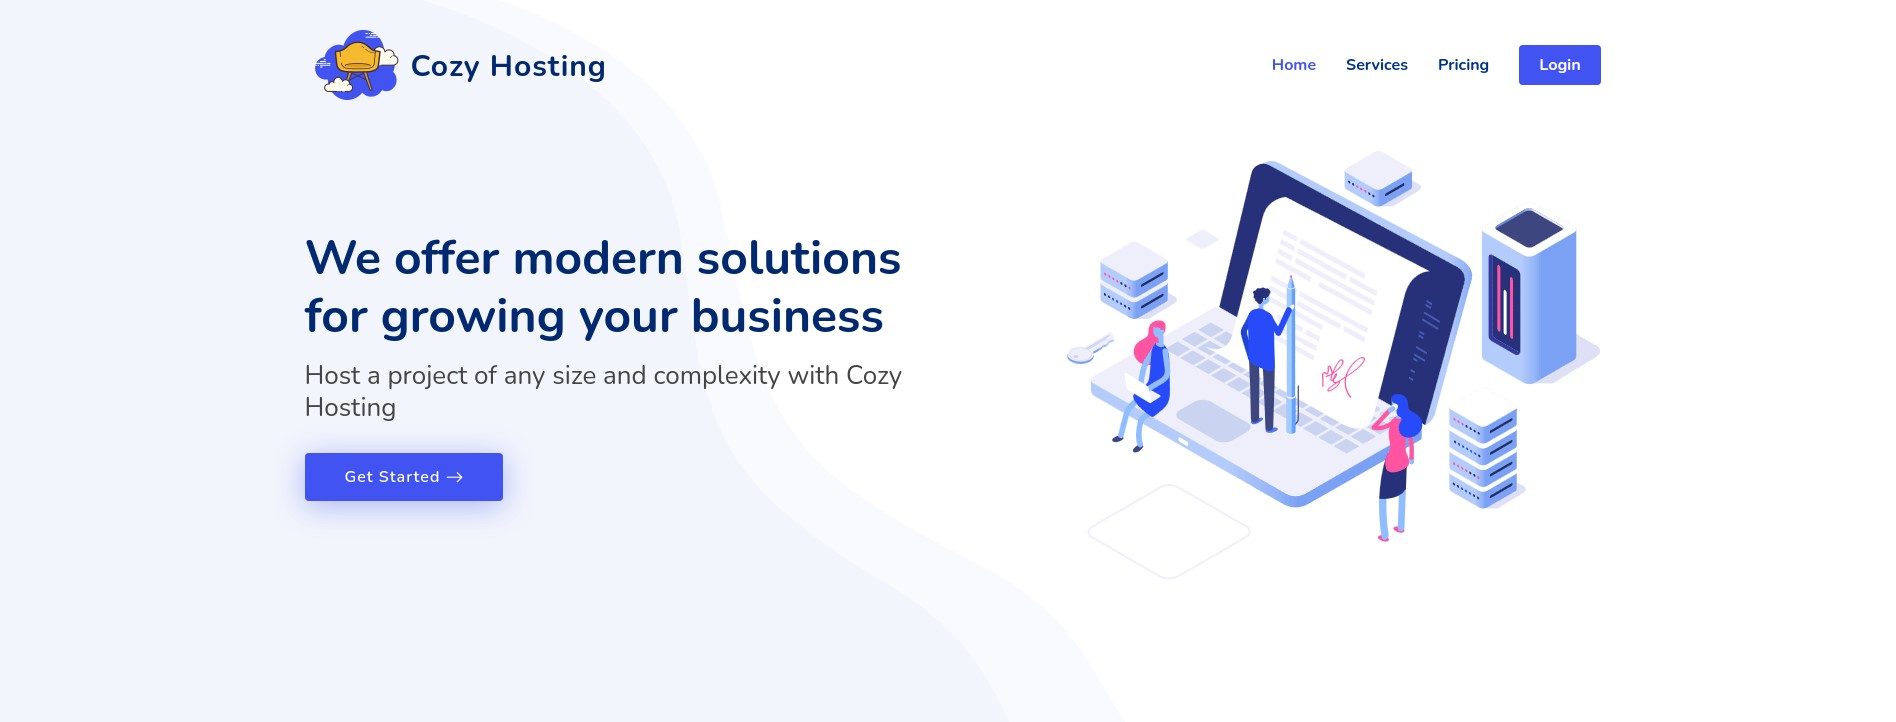 Cozy Hosting
Home Services Pricing Login
We offer modern solutions
for growing your business
Host a project of any size and complexity with Cozy
Hosting
Get Started →